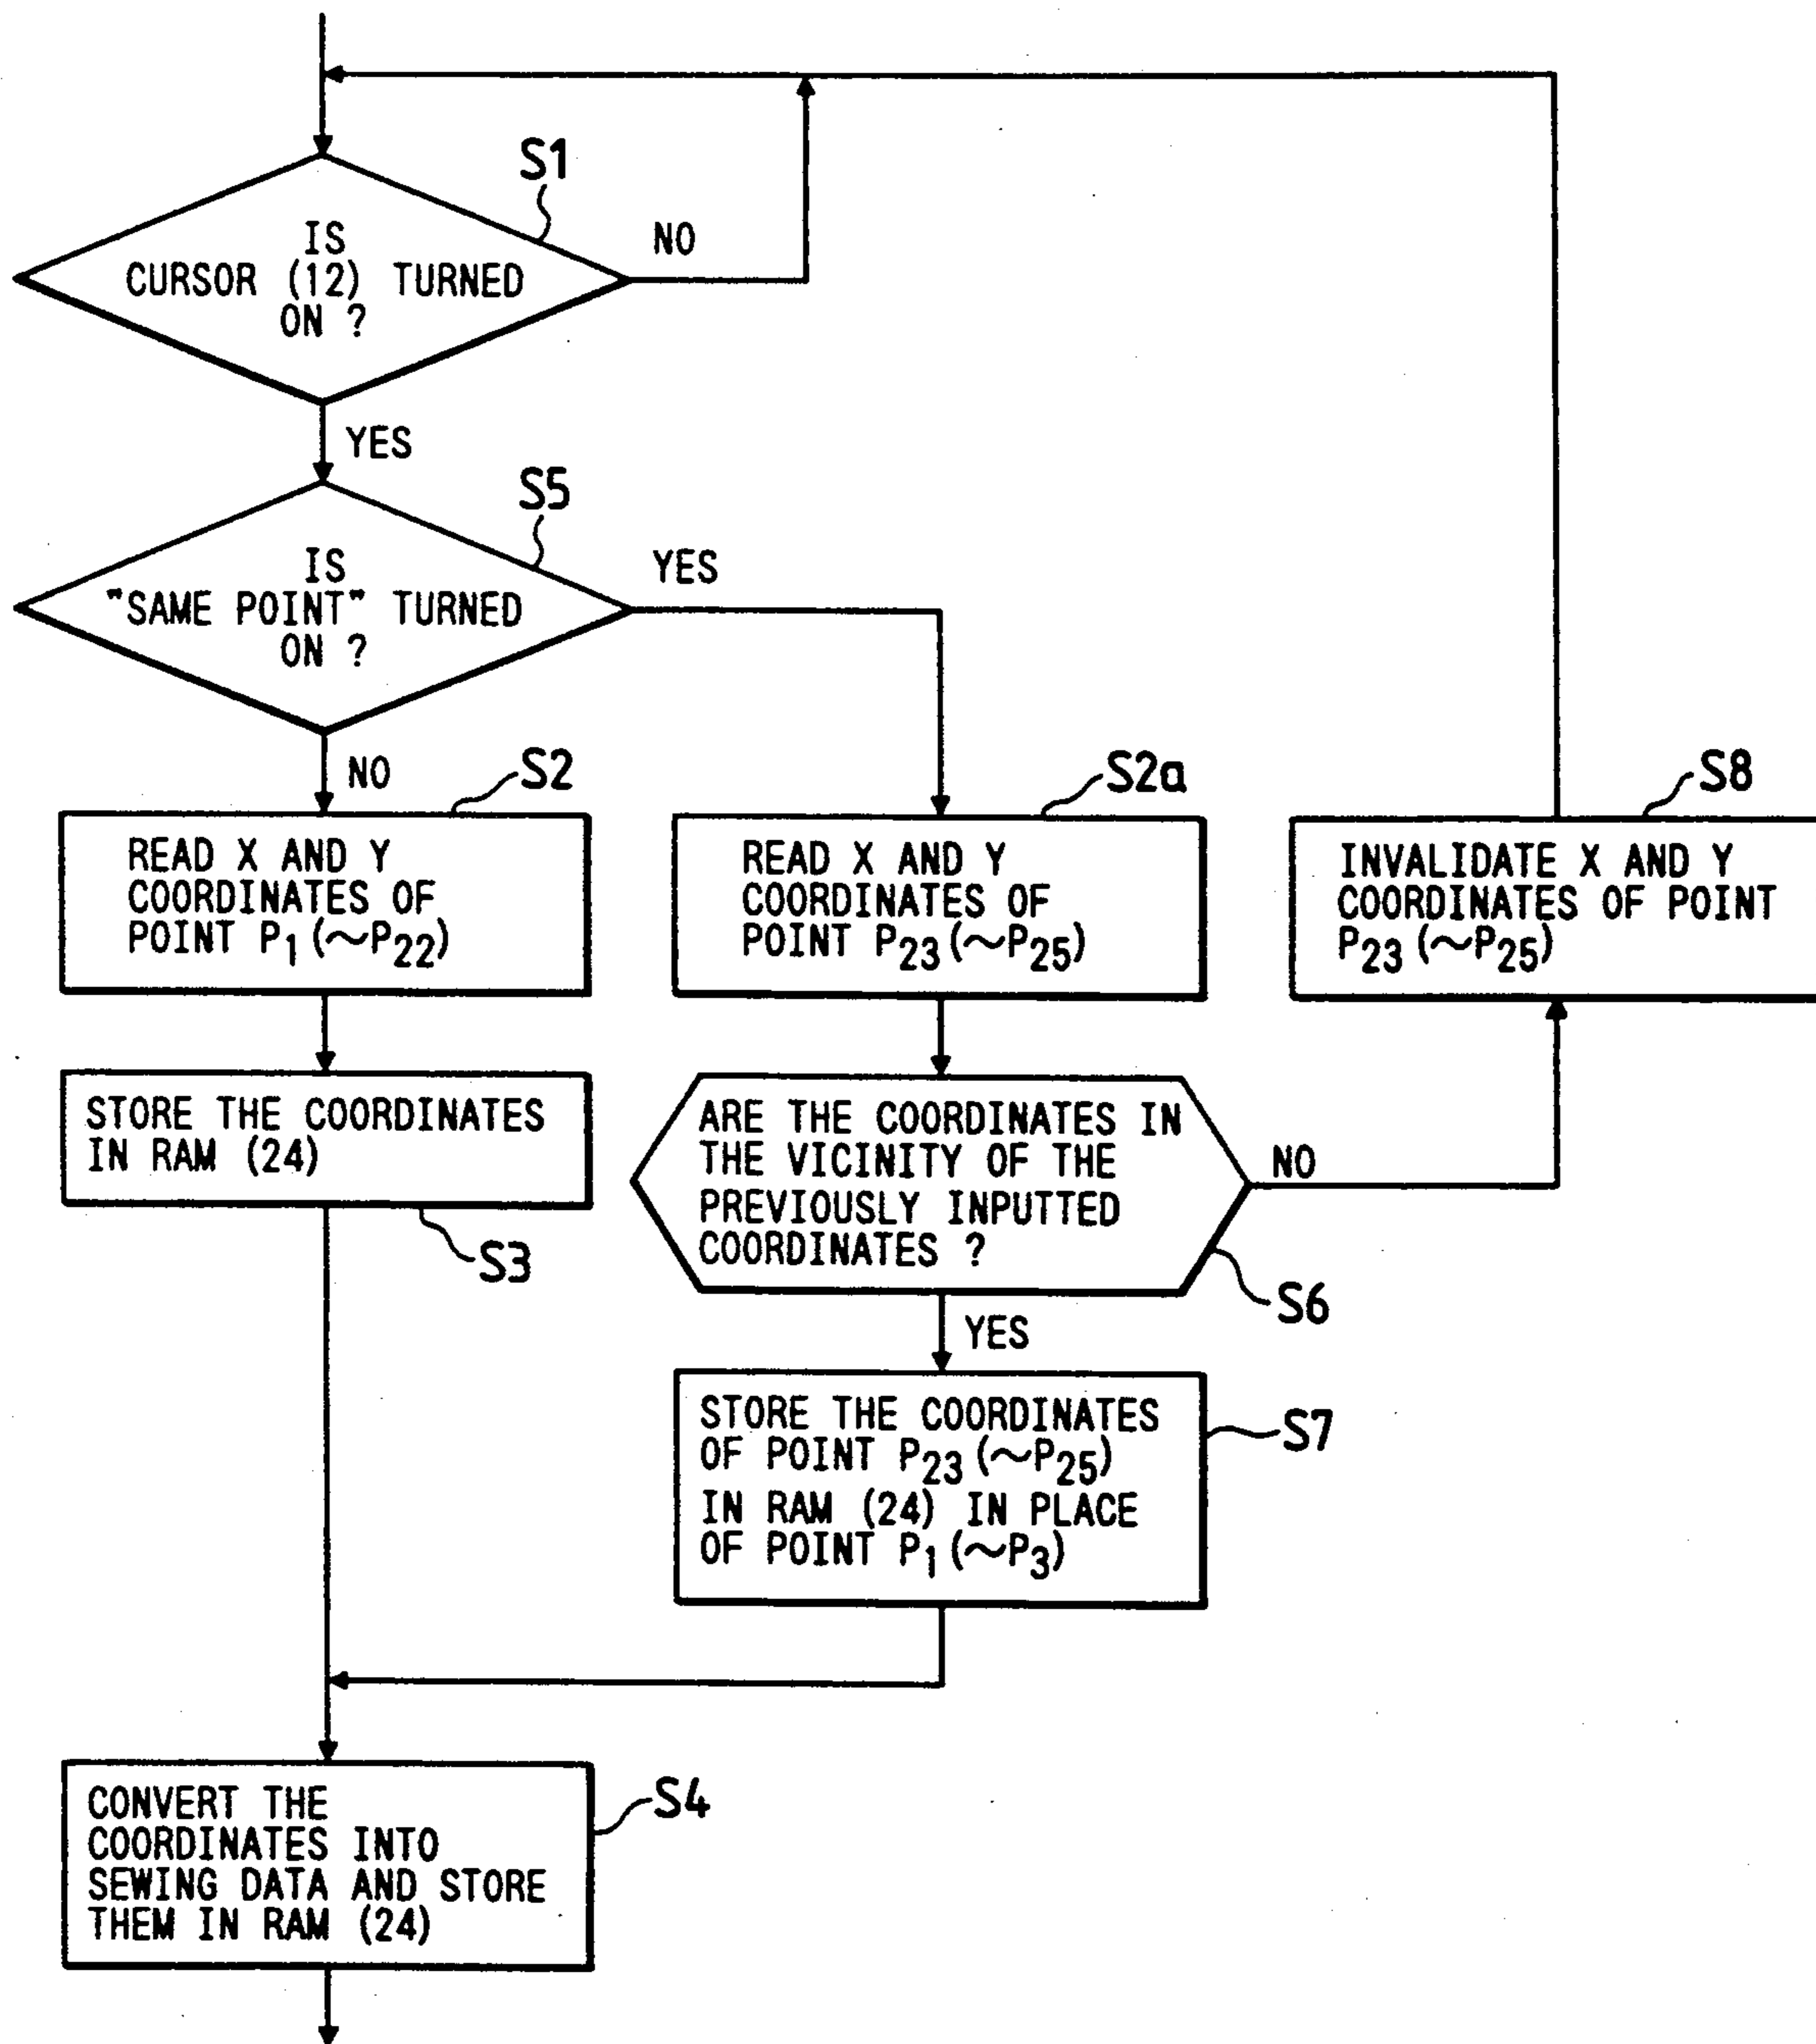 S1
IS
CURSOR (12) TURNED
ON ?
NO
YES
S5
IS
"SAME POINT" TURNED
ON ?
YES
NO
S2
READ X AND Y
COORDINATES OF
POINT P1 (~P22)
S2a
READ X AND Y
COORDINATES OF
POINT P23 (~P25)
S8
INVALIDATE X AND Y
COORDINATES OF POINT
P23 (~P25)
STORE THE COORDINATES
IN RAM (24)
S3
ARE THE COORDINATES IN
THE VICINITY OF THE
PREVIOUSLY INPUTTED
COORDINATES ?
NO
S6
YES
STORE THE COORDINATES
OF POINT P23 (~P25)
IN RAM (24) IN PLACE
OF POINT P1 (~P3)
S7
CONVERT THE
COORDINATES INTO
SEWING DATA AND STORE
THEM IN RAM (24)
S4